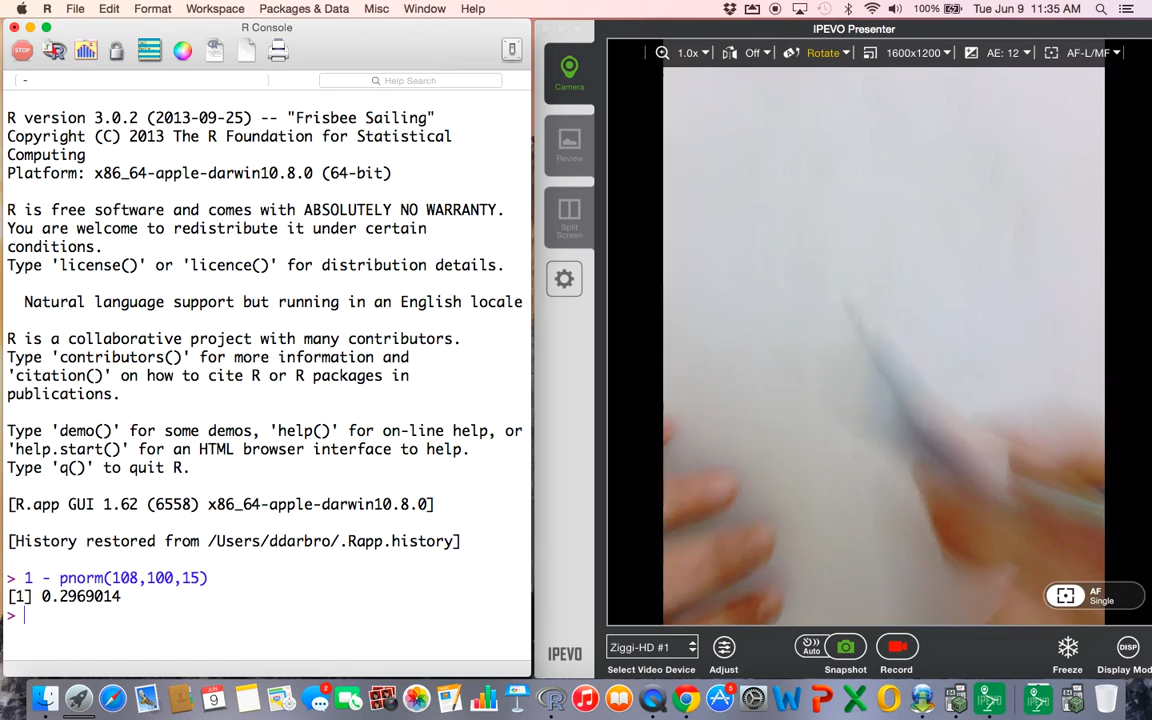 R File Edit Format Workspace Packages & Data Misc Window Help 100% Tue Jun 9 11:35 AM
R Console
IPEVO Presenter
STOP
Help Search
1.0x Off Rotate 1600x1200 AE: 12 AF-L/MF
Camera
Review
Split
Screen
R version 3.0.2 (2013-09-25) -- "Frisbee Sailing"
Copyright (C) 2013 The R Foundation for Statistical
Computing
Platform: x86_64-apple-darwin10.8.0 (64-bit)
R is free software and comes with ABSOLUTELY NO WARRANTY.
You are welcome to redistribute it under certain
conditions.
Type 'license()' or 'licence()' for distribution details.
Natural language support but running in an English locale
R is a collaborative project with many contributors.
Type 'contributors()' for more information and
'citation()' on how to cite R or R packages in
publications.
Type 'demo()' for some demos, 'help()' for on-line help, or
'help.start()' for an HTML browser interface to help.
Type 'q()' to quit R.
[R.app GUI 1.62 (6558) x86_64-apple-darwin10.8.0]
[History restored from /Users/ddarbro/.Rapp.history]
> 1 - pnorm(108,100,15)
[1] 0.2969014
>
AF
Single
Ziggi-HD #1
Auto
DISP
IPEVO
Select Video Device Adjust Snapshot Record Freeze Display Mod